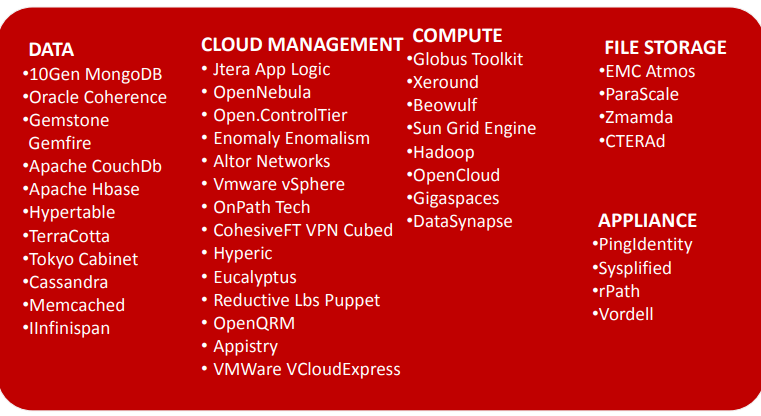 DATA
•10Gen MongoDB
•Oracle Coherence
•Gemstone
Gemfire
•Apache CouchDb
•Apache Hbase
•Hypertable
•TerraCotta
•Tokyo Cabinet
•Cassandra
•Memcached
•IInfinispan
CLOUD MANAGEMENT
• Jtera App Logic
• OpenNebula
• Open.ControlTier
• Enomaly Enomalism
• Altor Networks
• Vmware vSphere
• OnPath Tech
• CohesiveFT VPN Cubed
• Hyperic
• Eucalyptus
• Reductive Lbs Puppet
• OpenQRM
• Appistry
• VMWare VCloudExpress
COMPUTE
•Globus Toolkit
•Xeround
•Beowulf
•Sun Grid Engine
•Hadoop
•OpenCloud
•Gigaspaces
•DataSynapse
FILE STORAGE
•EMC Atmos
•ParaScale
•Zmamda
•CTERAd
APPLIANCE
•PingIdentity
•Sysplified
•rPath
•Vordell